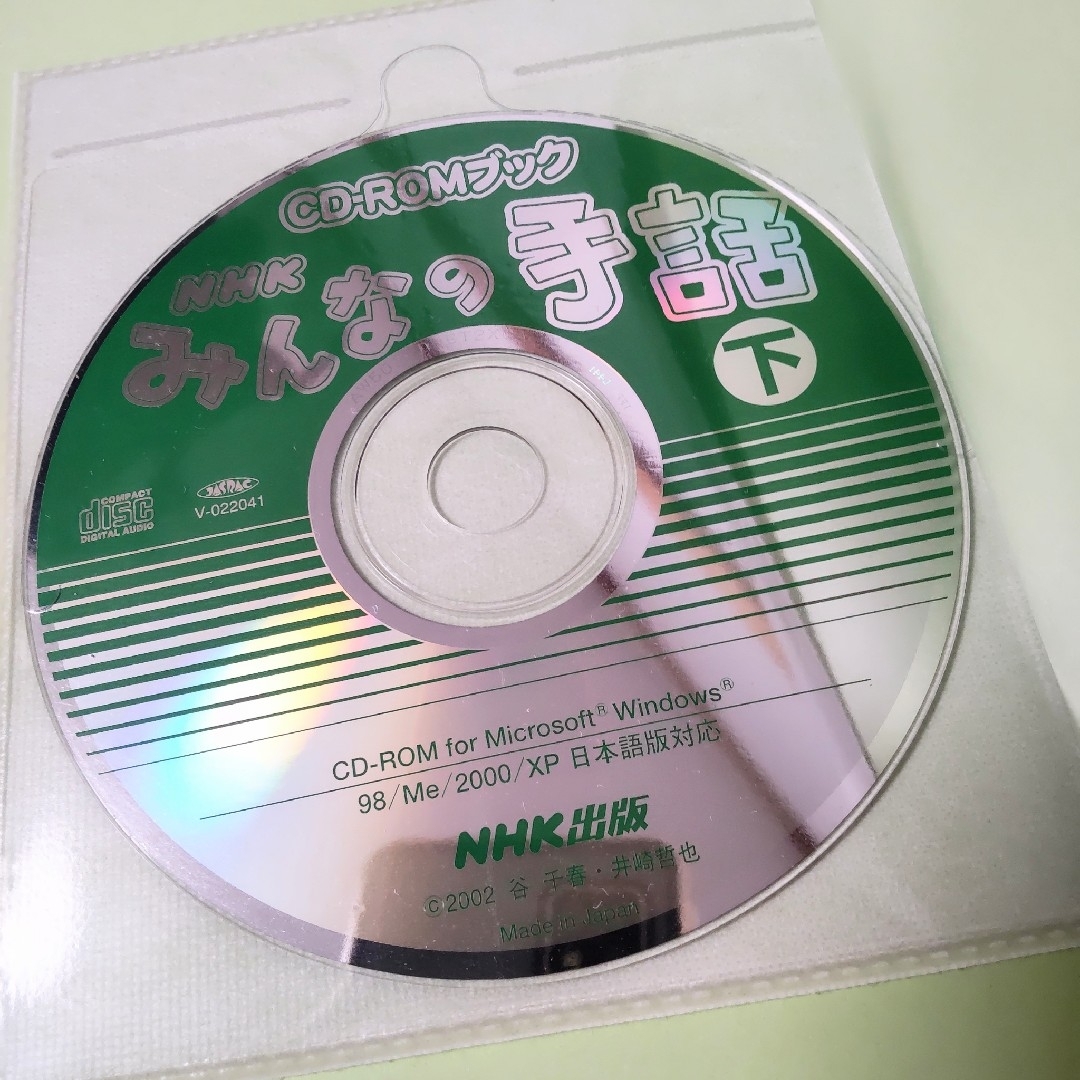 CD-ROMブック
NHK
みんなの手話
下
COMPACT
disc
DIGITAL AUDIO
JASRAC
V-022041
CD-ROM for Microsoft® Windows®
98/Me/2000/XP 日本語版対応
NHK出版
©2002 谷 千春・井崎哲也
Made in Japan